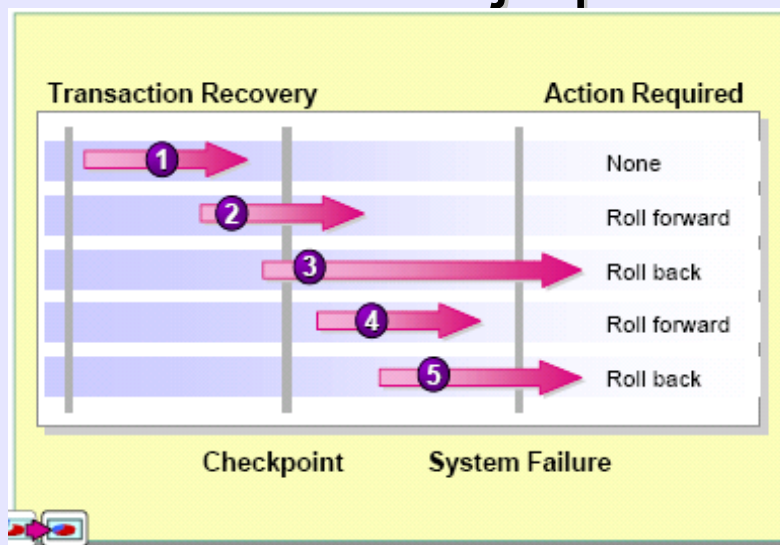 Transaction Recovery Action Required
1 None
2 Roll forward
3 Roll back
4 Roll forward
5 Roll back
Checkpoint System Failure